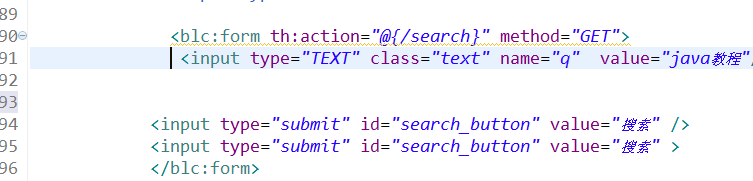 89
90 <blc:form th:action="@{/search}" method="GET">
91 <input type="TEXT" class="text" name="q"  value="java教程"
93
94 <input type="submit" id="search_button" value="搜索" />
95 <input type="submit" id="search_button" value="搜索" >
96 </blc:form>